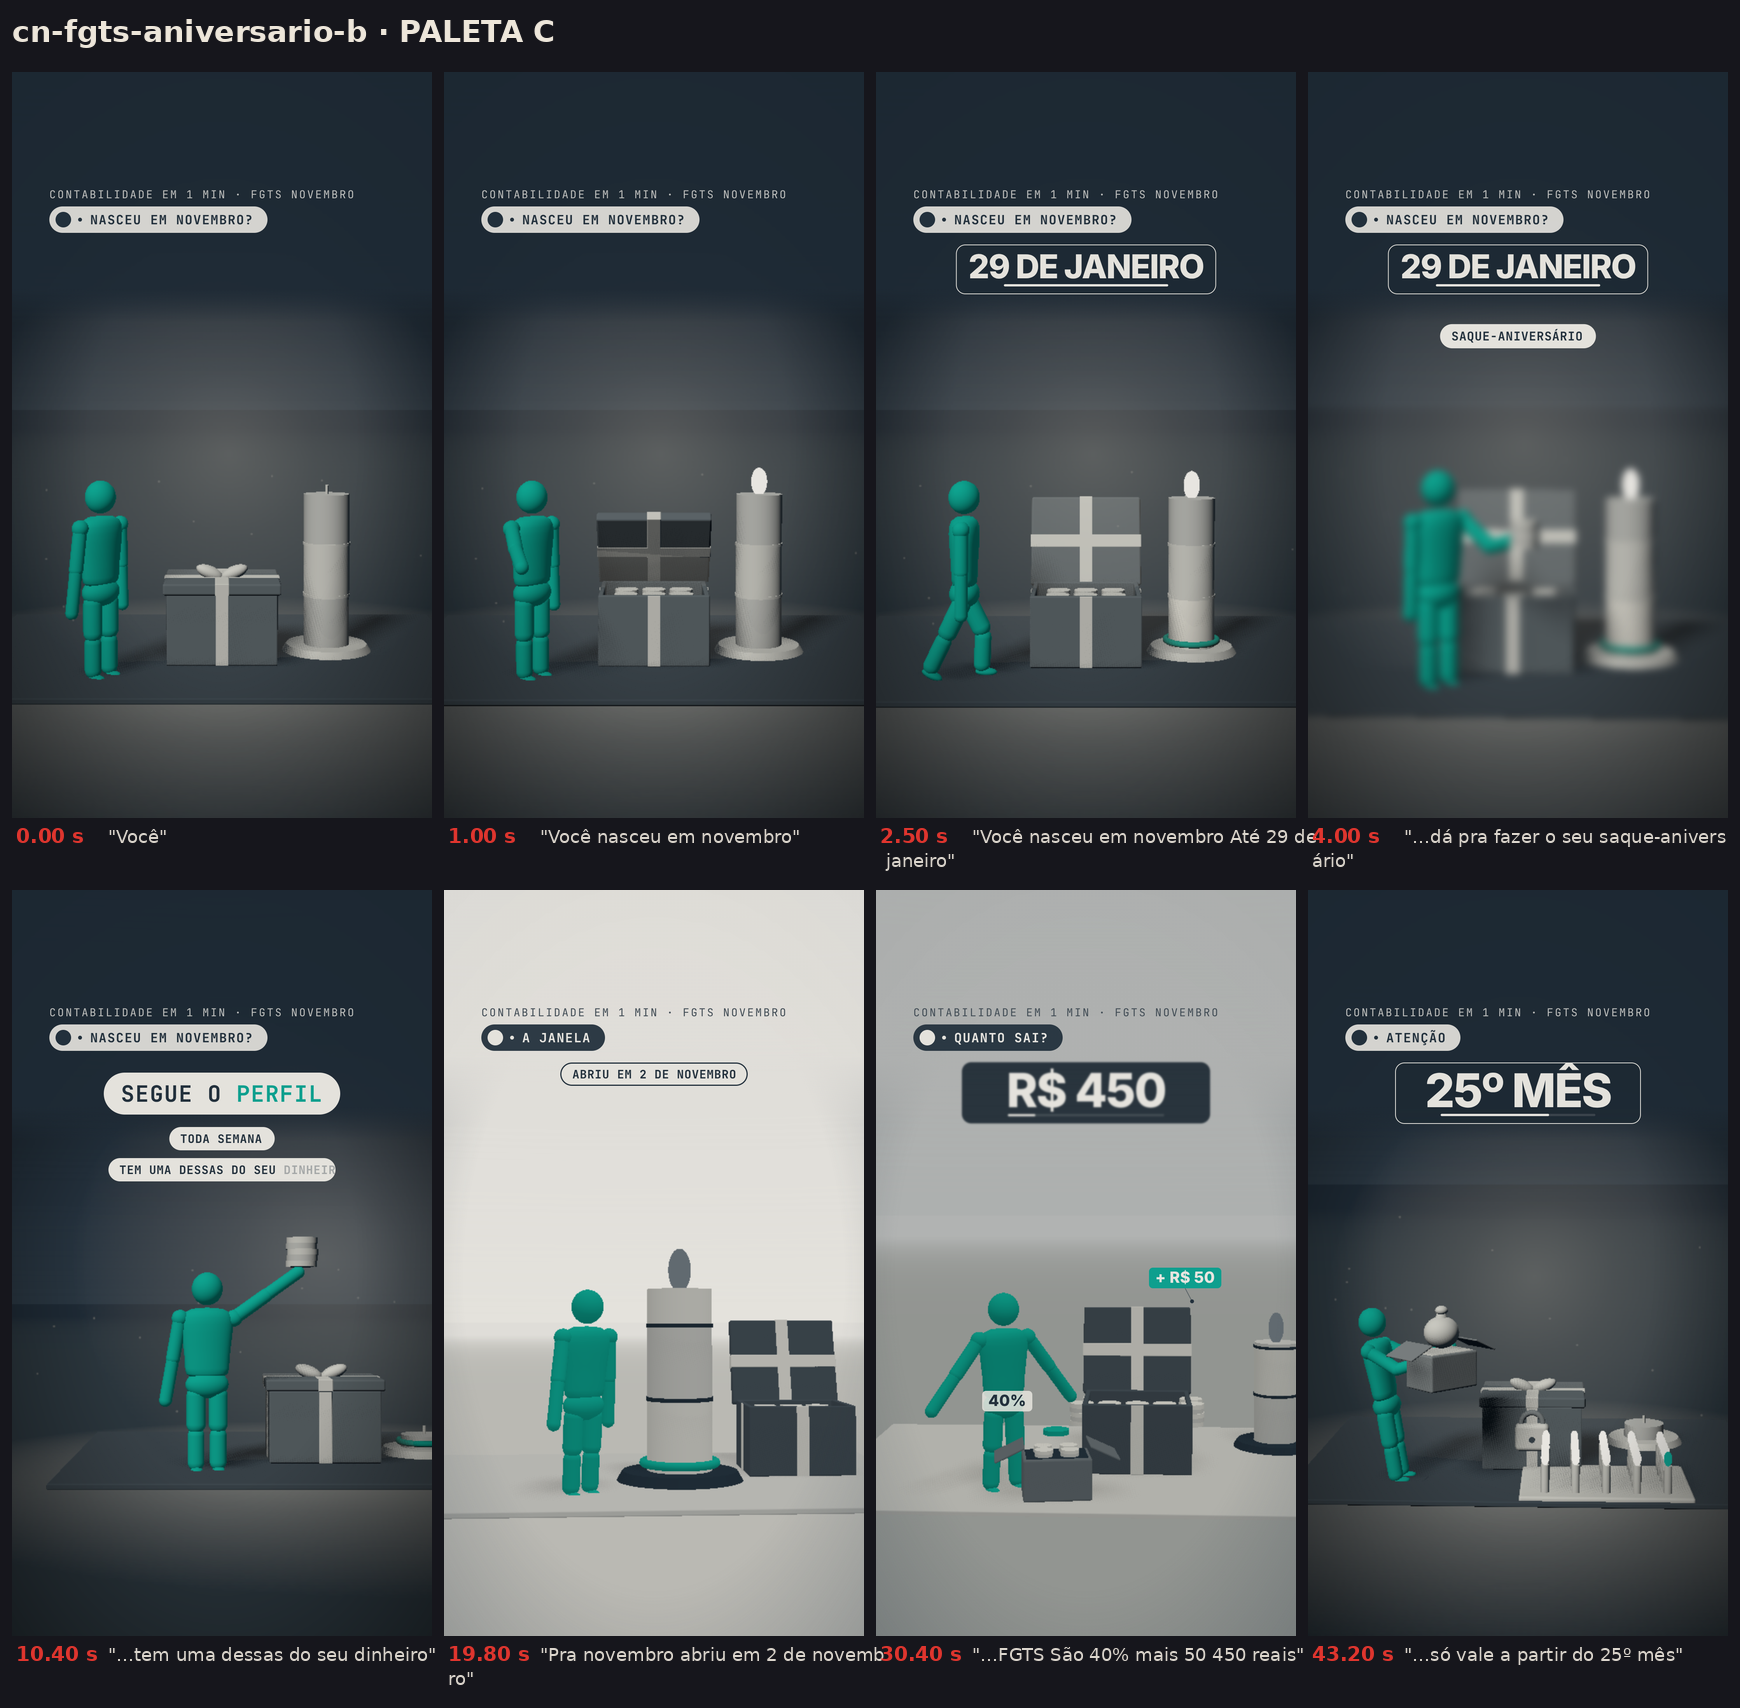 cn-fgts-aniversario-b · PALETA C
CONTABILIDADE EM 1 MIN · FGTS NOVEMBRO
• NASCEU EM NOVEMBRO?
0.00 s "Você"
CONTABILIDADE EM 1 MIN · FGTS NOVEMBRO
• NASCEU EM NOVEMBRO?
1.00 s "Você nasceu em novembro"
CONTABILIDADE EM 1 MIN · FGTS NOVEMBRO
• NASCEU EM NOVEMBRO?
29 DE JANEIRO
2.50 s "Você nasceu em novembro Até 29 de
janeiro"
CONTABILIDADE EM 1 MIN · FGTS NOVEMBRO
• NASCEU EM NOVEMBRO?
29 DE JANEIRO
SAQUE-ANIVERSÁRIO
4.00 s "...dá pra fazer o seu saque-anivers
ário"
CONTABILIDADE EM 1 MIN · FGTS NOVEMBRO
• NASCEU EM NOVEMBRO?
SEGUE O PERFIL
TODA SEMANA
TEM UMA DESSAS DO SEU DINHEIR
10.40 s "...tem uma dessas do seu dinheiro"
CONTABILIDADE EM 1 MIN · FGTS NOVEMBRO
• A JANELA
ABRIU EM 2 DE NOVEMBRO
19.80 s "Pra novembro abriu em 2 de novemb
ro"
CONTABILIDADE EM 1 MIN · FGTS NOVEMBRO
• QUANTO SAI?
R$ 450
+ R$ 50
40%
30.40 s "...FGTS São 40% mais 50 450 reais"
CONTABILIDADE EM 1 MIN · FGTS NOVEMBRO
• ATENÇÃO
25º MÊS
43.20 s "...só vale a partir do 25º mês"